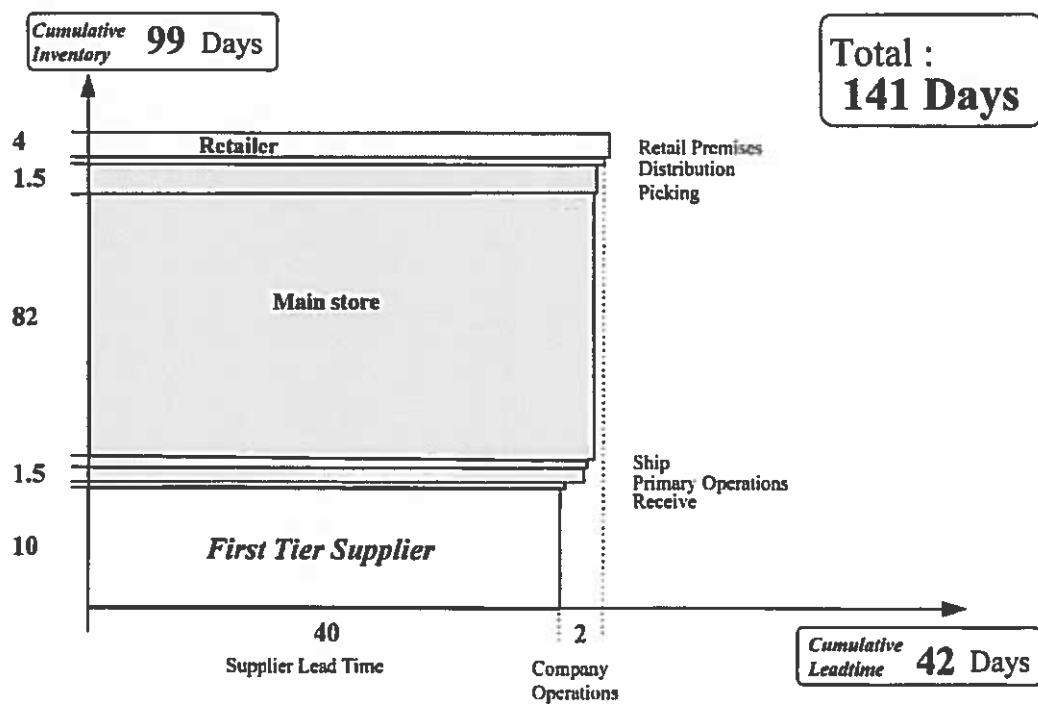 Cumulative
Inventory 99 Days
Total :
141 Days
4
Retailer
Retail Premises
1.5
Distribution
Picking
Main store
82
Ship
1.5
Primary Operations
Receive
10
First Tier Supplier
40
2
Supplier Lead Time
Company
Operations
Cumulative
Leadtime 42 Days